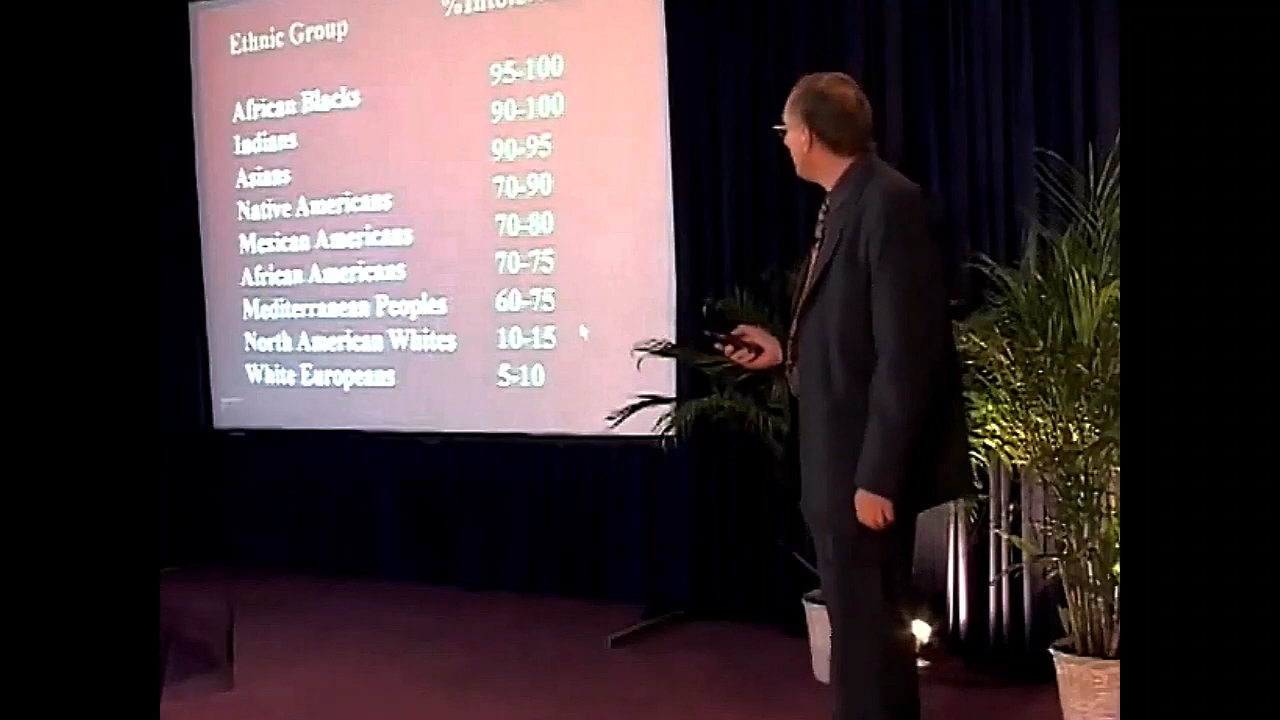 Ethnic Group
African Blacks 95-100
Indians 90-100
Asians 90-95
Native Americans 70-90
Mexican Americans 70-80
African Americans 70-75
Mediterranean Peoples 60-75
North American Whites 10-15
White Europeans 5-10